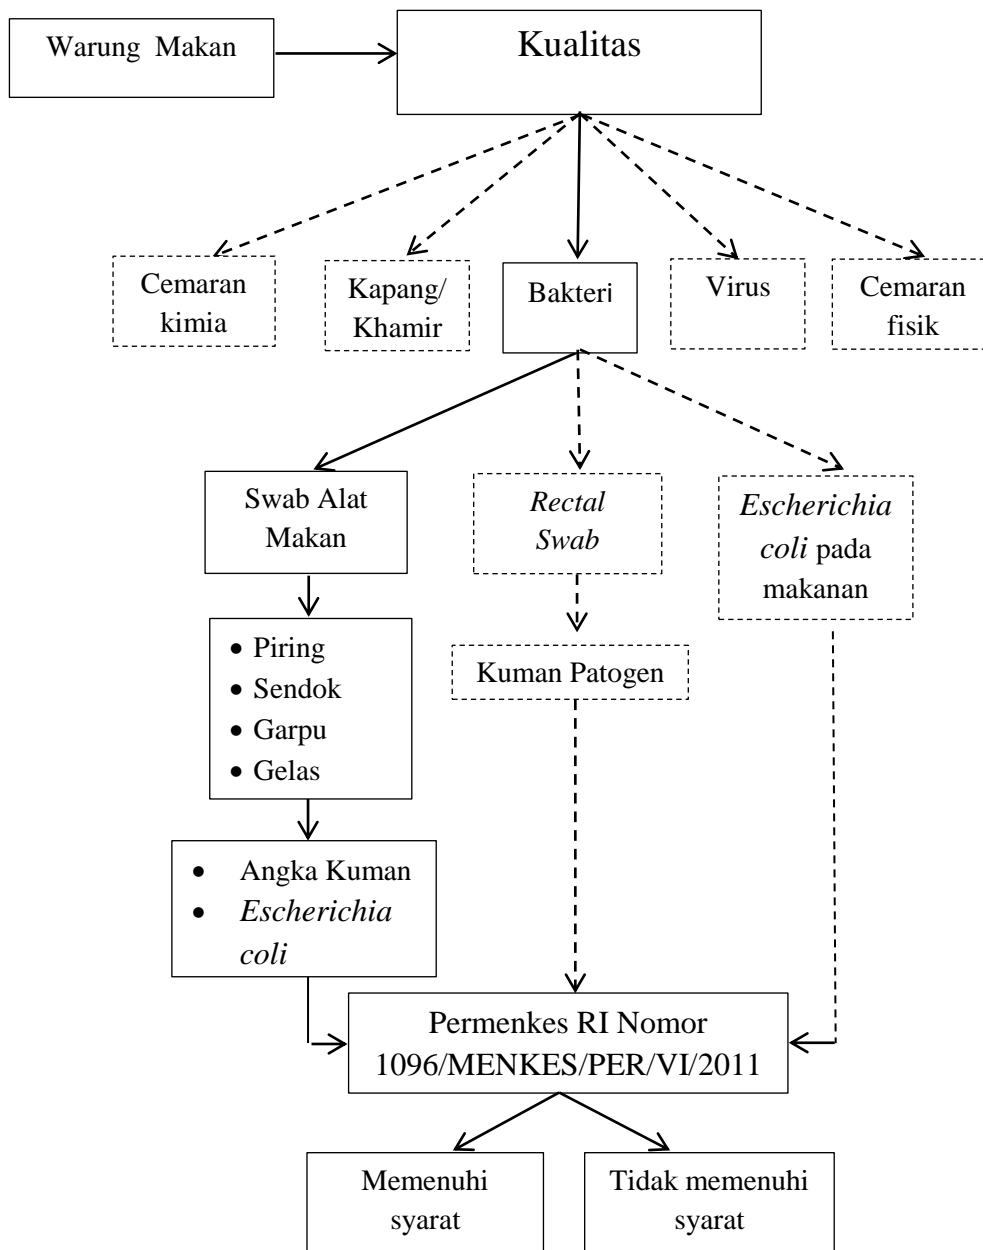 Warung Makan
Kualitas
Cemaran
kimia
Kapang/
Khamir
Bakteri
Virus
Cemaran
fisik
Swab Alat
Makan
Rectal
Swab
Escherichia
coli pada
makanan
• Piring
• Sendok
• Garpu
• Gelas
Kuman Patogen
• Angka Kuman
• Escherichia
coli
Permenkes RI Nomor
1096/MENKES/PER/VI/2011
Memenuhi
syarat
Tidak memenuhi
syarat